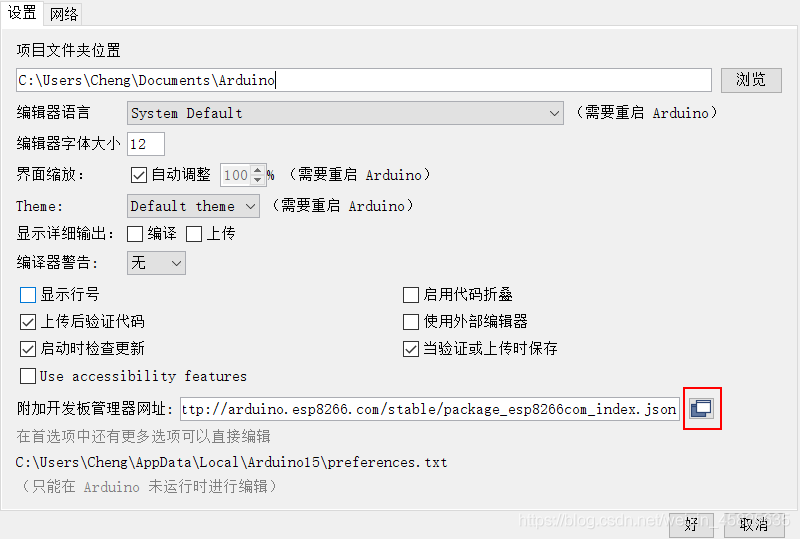 设置 网络
项目文件夹位置
C:\Users\Cheng\Documents\Arduino 浏览
编辑器语言 System Default （需要重启 Arduino）
编辑器字体大小 12
界面缩放： 自动调整 100 % （需要重启 Arduino）
Theme: Default theme （需要重启 Arduino）
显示详细输出： 编译 上传
编译器警告: 无
显示行号 启用代码折叠
上传后验证代码 使用外部编辑器
启动时检查更新 当验证或上传时保存
Use accessibility features
附加开发板管理器网址: ttp://arduino.esp8266.com/stable/package_esp8266com_index.json
在首选项中还有更多选项可以直接编辑
C:\Users\Cheng\AppData\Local\Arduino15\preferences.txt
（只能在 Arduino 未运行时进行编辑）
好 取消